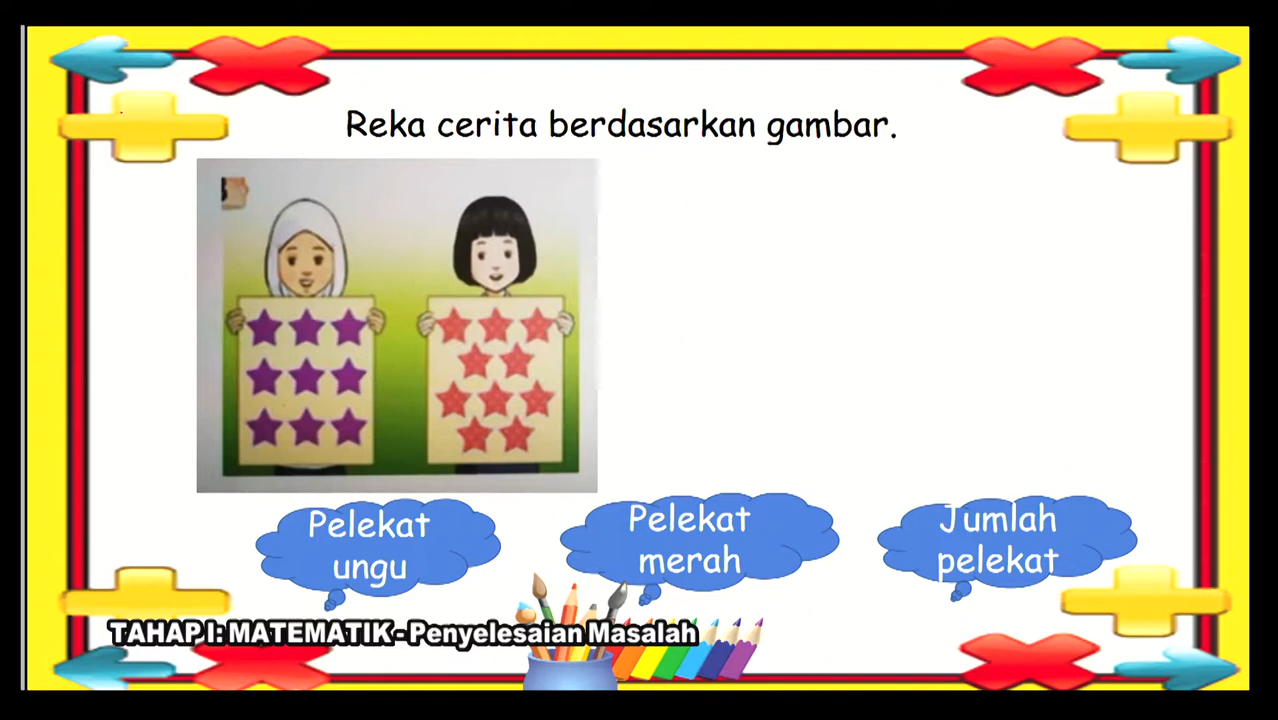 Reka cerita berdasarkan gambar.
Pelekat
ungu
Pelekat
merah
Jumlah
pelekat
TAHAP I: MATEMATIK - Penyelesaian Masalah